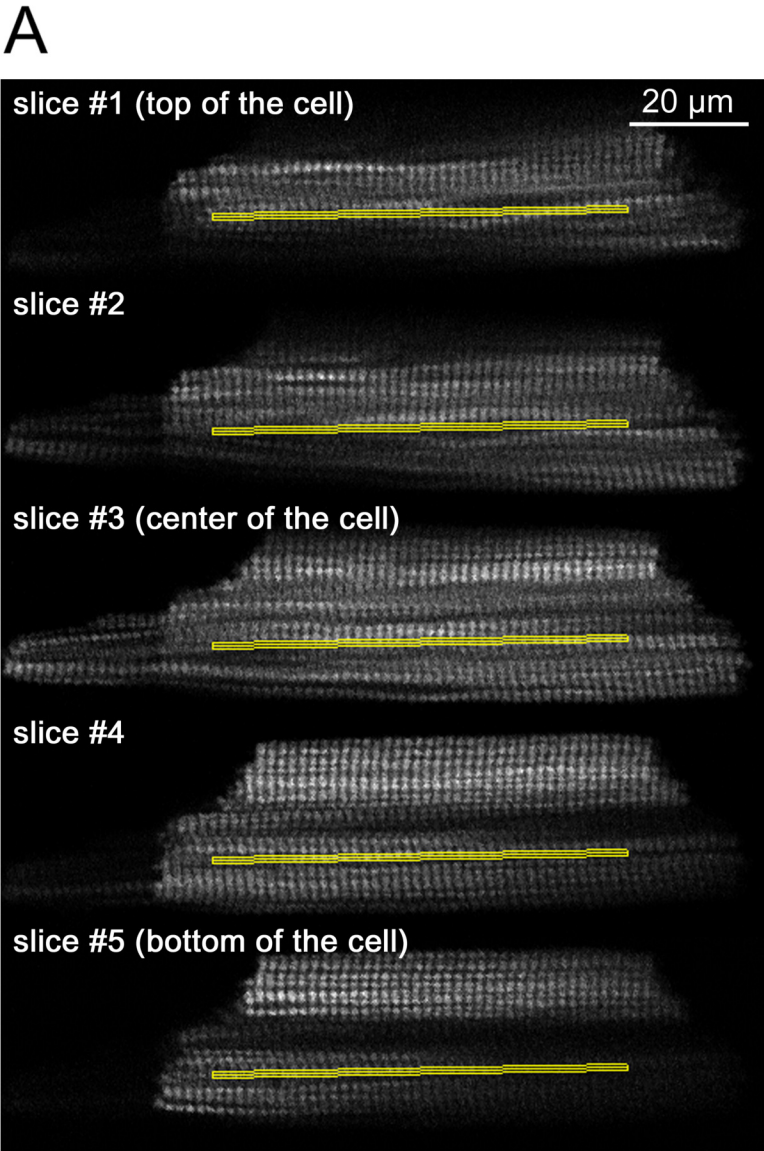 A
slice #1 (top of the cell)
20 μm
slice #2
slice #3 (center of the cell)
slice #4
slice #5 (bottom of the cell)